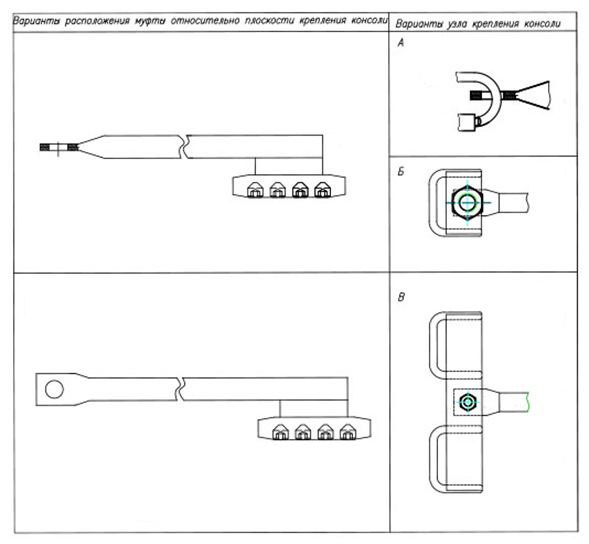 Варианты расположения муфты относительно плоскости крепления консоли
Варианты узла крепления консоли
А
Б
В